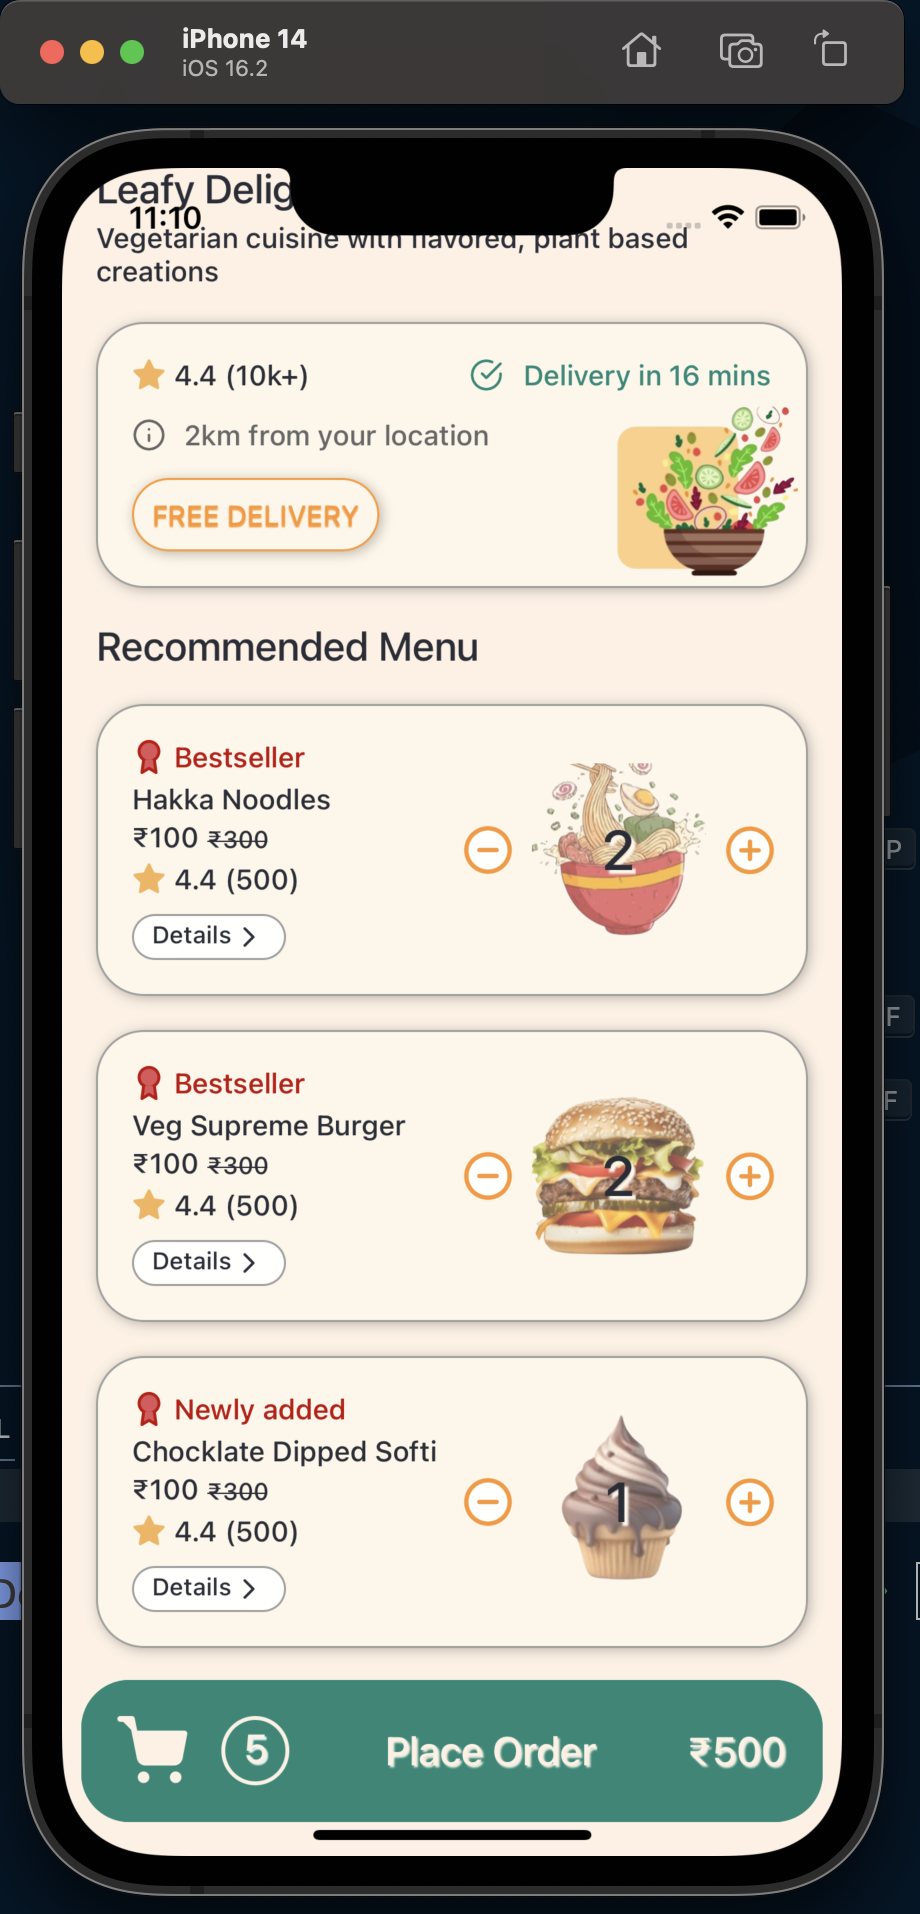 iPhone 14
iOS 16.2
Leafy Delig
11:10
Vegetarian cuisine with flavored, plant based
creations
4.4 (10k+)
Delivery in 16 mins
2km from your location
FREE DELIVERY
Recommended Menu
Bestseller
Hakka Noodles
₹100 ₹300
4.4 (500)
Details
2
Bestseller
Veg Supreme Burger
₹100 ₹300
4.4 (500)
Details
2
Newly added
Chocklate Dipped Softi
₹100 ₹300
4.4 (500)
Details
1
5
Place Order
₹500
P
F
F
L